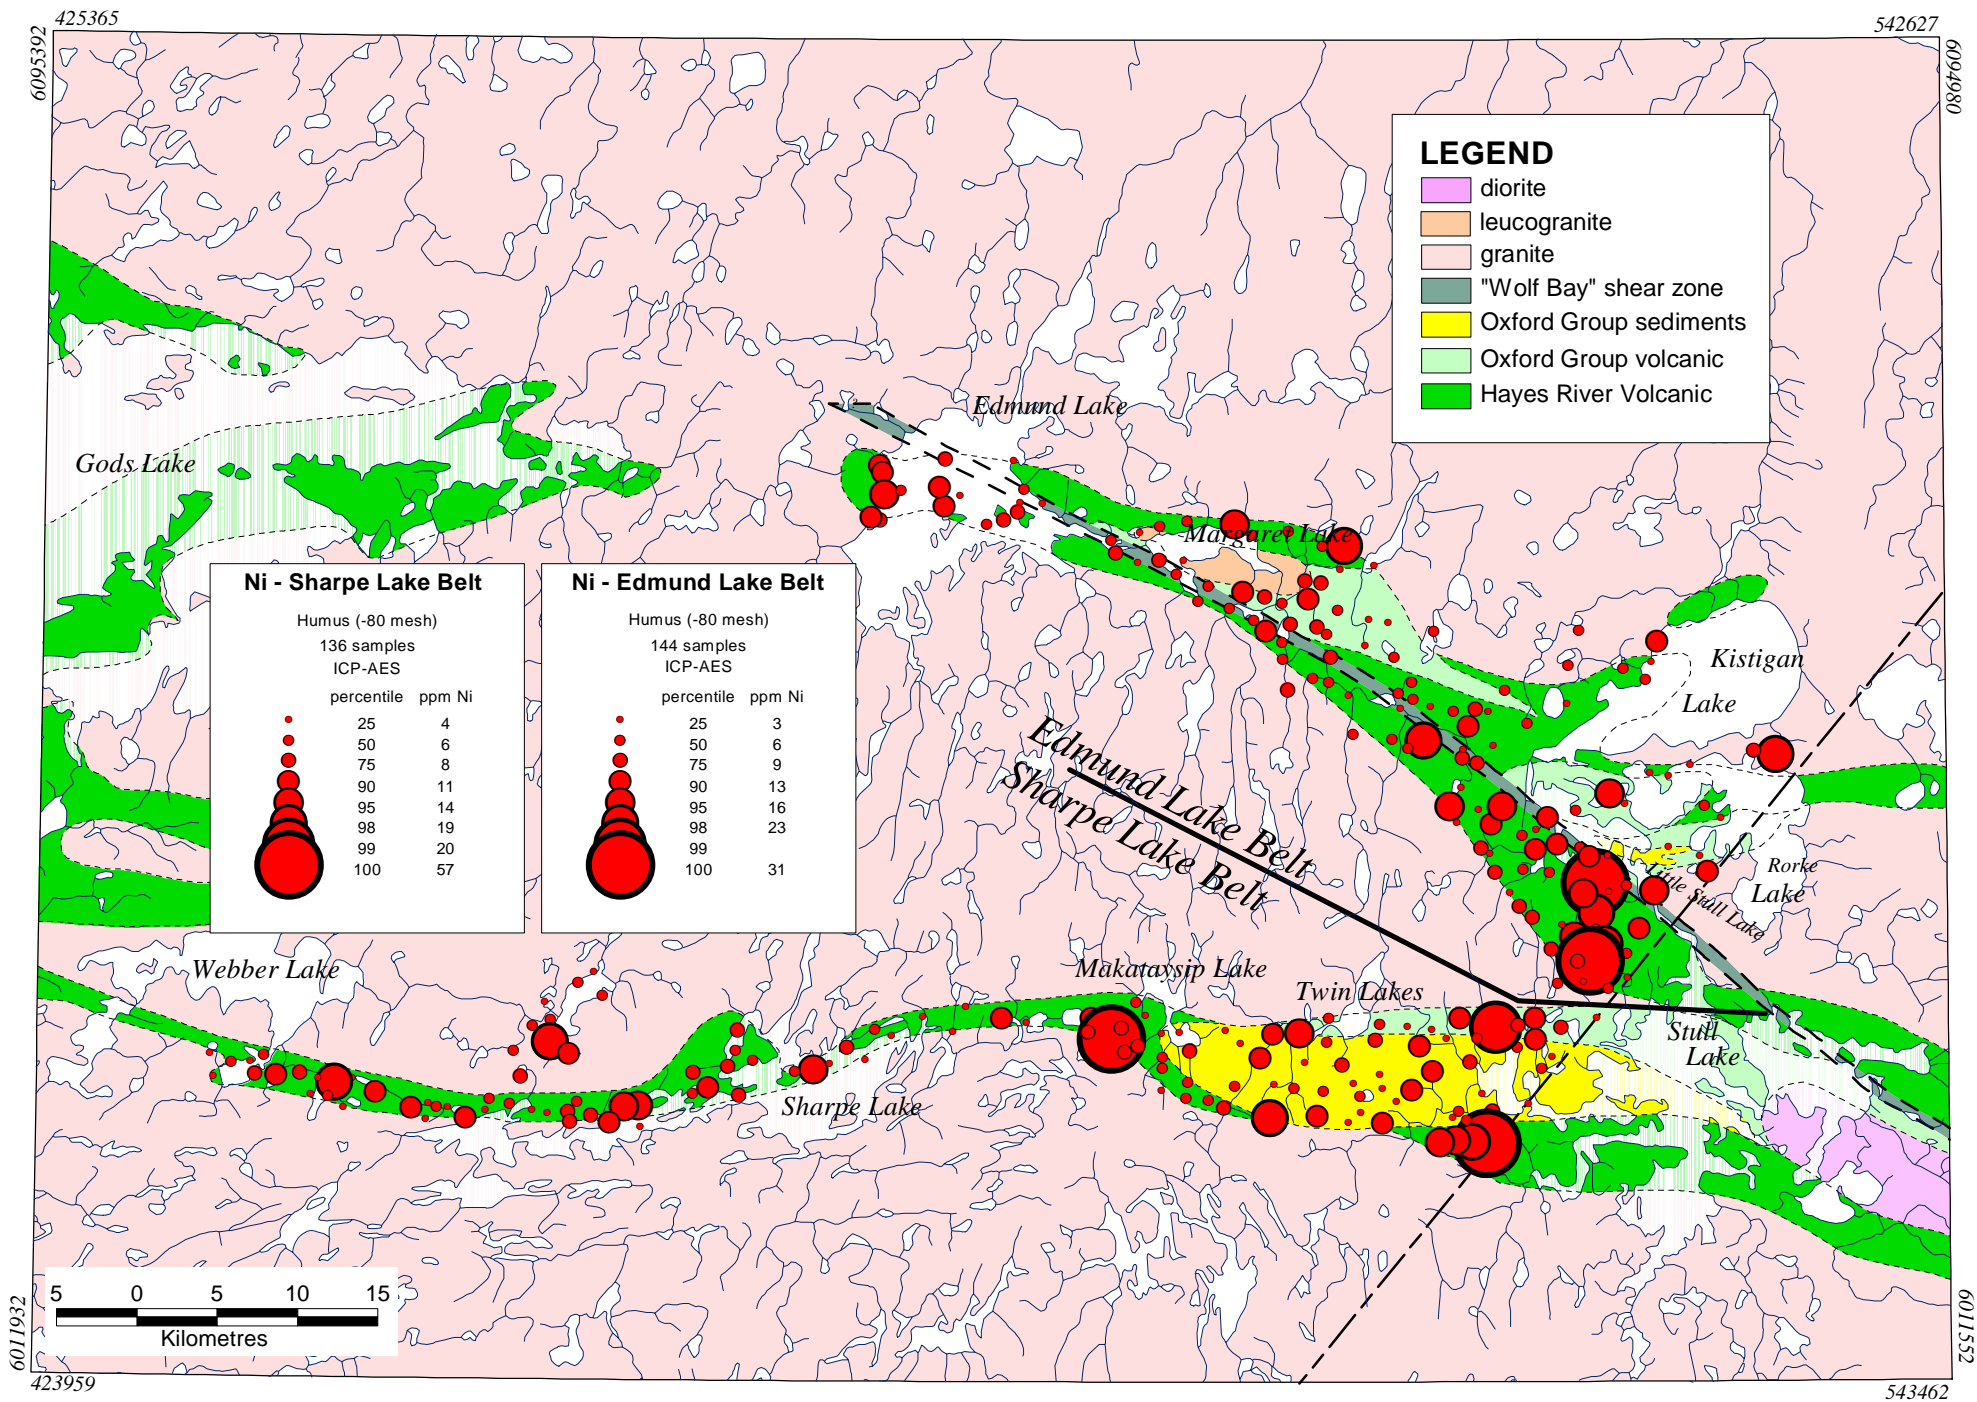 425365
542627
6095392
6094980
LEGEND
diorite
leucogranite
granite
"Wolf Bay" shear zone
Oxford Group sediments
Oxford Group volcanic
Hayes River Volcanic
Edmund Lake
Gods Lake
Margaret Lake
Ni - Sharpe Lake Belt
Humus (-80 mesh)
136 samples
ICP-AES
percentile ppm Ni
25 4
50 6
75 8
90 11
95 14
98 19
99 20
100 57
Ni - Edmund Lake Belt
Humus (-80 mesh)
144 samples
ICP-AES
percentile ppm Ni
25 3
50 6
75 9
90 13
95 16
98 23
99
100 31
Kistigan
Lake
Edmund Lake Belt
Sharpe Lake Belt
Rorke
Lake
Little Stull Lake
Webber Lake
Makataysip Lake
Twin Lakes
Stull
Lake
Sharpe Lake
5 0 5 10 15
Kilometres
6011932
6011552
423959
543462